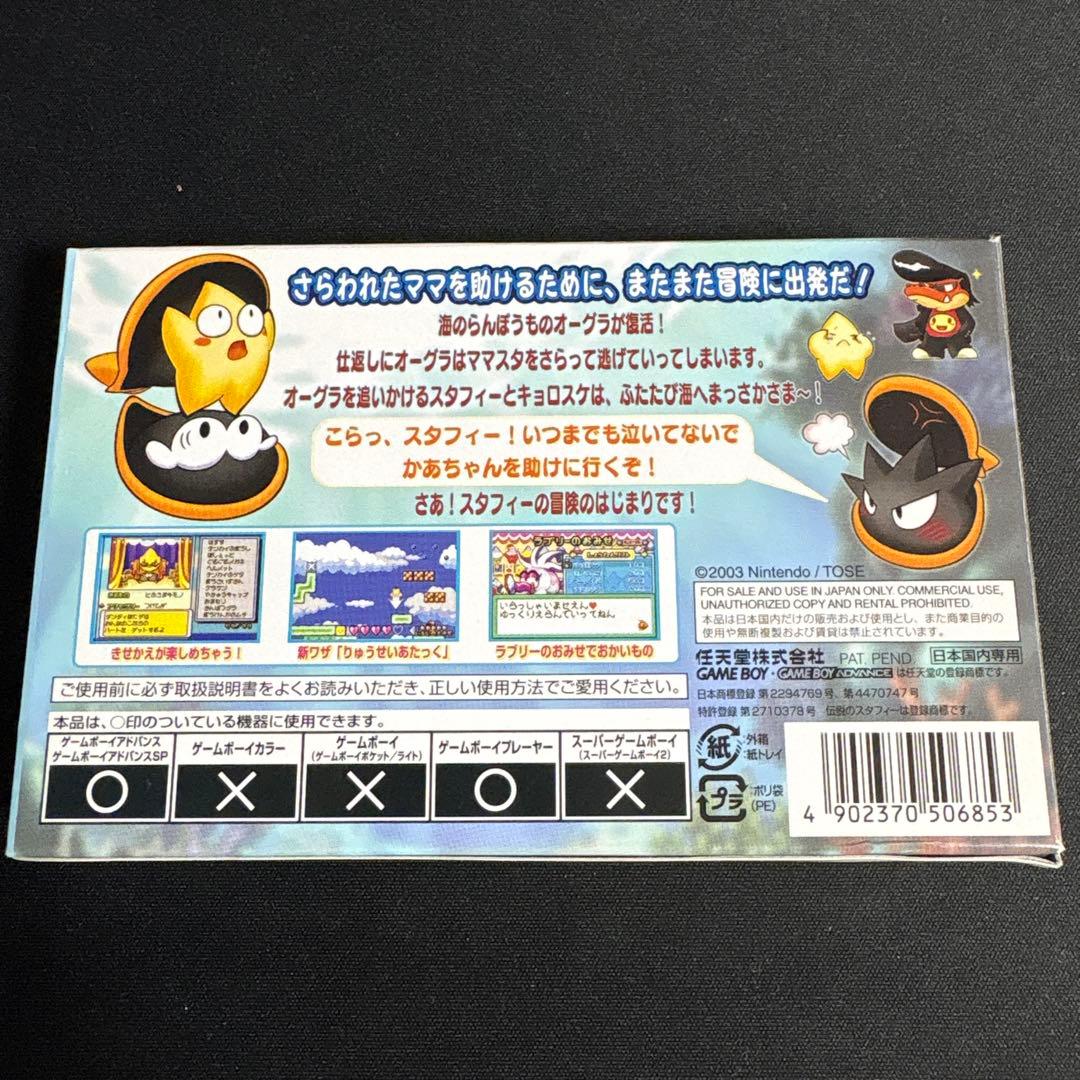 さらわれたママを助けるために、またまた冒険に出発だ!
海のらんぼうものオーグラが復活!
仕返しにオーグラはママスタをさらって逃げていってしまいます。
オーグラを追いかけるスタフィーとキョロスケは、ふたたび海へまっさかさま〜!
こらっ、スタフィー!いつまでも泣いてないで
かあちゃんを助けに行くぞ!
さあ!スタフィーの冒険のはじまりです!
ラブリーのおみせ
いらっしゃいませえん♥
ゆっくりえらんでいってねん
きせかえが楽しめちゃう!
新ワザ「りゅうせいあたっく」
ラブリーのおみせでおかいもの
©2003 Nintendo / TOSE
FOR SALE AND USE IN JAPAN ONLY. COMMERCIAL USE,
UNAUTHORIZED COPY AND RENTAL PROHIBITED.
本品は日本国内だけの販売および使用とし、また商業目的の
使用や無断複製および賃貸は禁止されています。
任天堂株式会社 PAT. PEND. 日本国内専用
GAME BOY・GAME BOY ADVANCE は任天堂の登録商標です。
日本商標登録 第2294769号、第4470747号
特許登録 第2710378号 伝説のスタフィーは登録商標です。
ご使用前に必ず取扱説明書をよくお読みいただき、正しい使用方法でご愛用ください。
本品は、○印のついている機器に使用できます。
ゲームボーイアドバンス
ゲームボーイアドバンスSP
ゲームボーイカラー
ゲームボーイ
(ゲームボーイポケット/ライト)
ゲームボーイプレーヤー
スーパーゲームボーイ
(スーパーゲームボーイ2)
○ × × ○ ×
紙 :外箱
:紙トレイ
プラ :ポリ袋
(PE)
4 902370 506853